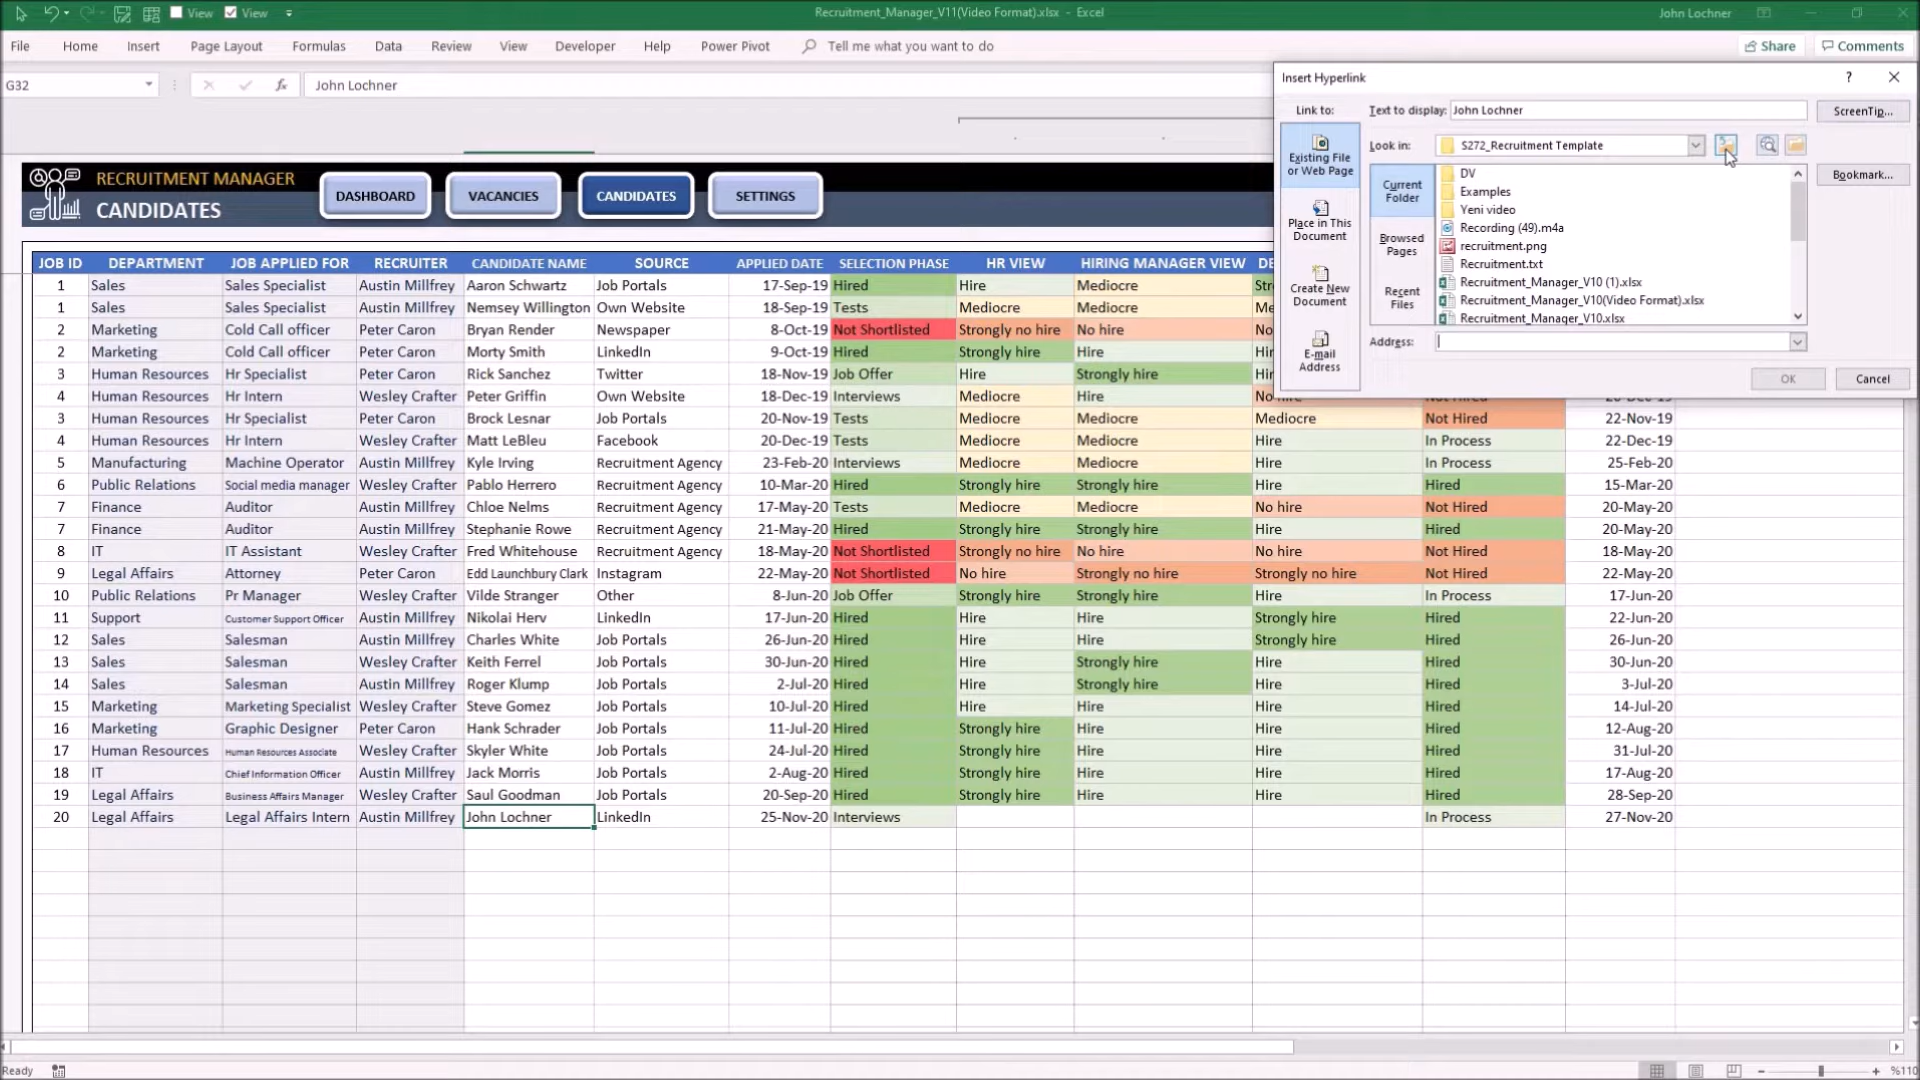 View View Recruitment_Manager_V11(Video Format).xlsx - Excel John Lochner
File Home Insert Page Layout Formulas Data Review View Developer Help Power Pivot Tell me what you want to do Share Comments
G32 fx John Lochner
Insert Hyperlink ?
Link to: Text to display: John Lochner ScreenTip...
Existing File or Web Page Look in: S272_Recruitment Template
Bookmark...
Place in This Document
Create New Document
E-mail Address
Current Folder
Browsed Pages
Recent Files
DV
Examples
Yeni video
Recording (49).m4a
recruitment.png
Recruitment.txt
Recruitment_Manager_V10 (1).xlsx
Recruitment_Manager_V10(Video Format).xlsx
Recruitment_Manager_V10.xlsx
Address:
OK Cancel
RECRUITMENT MANAGER
CANDIDATES
DASHBOARD VACANCIES CANDIDATES SETTINGS
JOB ID DEPARTMENT JOB APPLIED FOR RECRUITER CANDIDATE NAME SOURCE APPLIED DATE SELECTION PHASE HR VIEW HIRING MANAGER VIEW DE
1 Sales Sales Specialist Austin Millfrey Aaron Schwartz Job Portals 17-Sep-19 Hired Hire Mediocre Stro
1 Sales Sales Specialist Austin Millfrey Nemsey Willington Own Website 18-Sep-19 Tests Mediocre Mediocre Me
2 Marketing Cold Call officer Peter Caron Bryan Render Newspaper 8-Oct-19 Not Shortlisted Strongly no hire No hire No
2 Marketing Cold Call officer Peter Caron Morty Smith LinkedIn 9-Oct-19 Hired Strongly hire Hire Hir
3 Human Resources Hr Specialist Peter Caron Rick Sanchez Twitter 18-Nov-19 Job Offer Hire Strongly hire Hir
4 Human Resources Hr Intern Wesley Crafter Peter Griffin Own Website 18-Dec-19 Interviews Mediocre Hire No hire Not Hired 20-Dec-19
3 Human Resources Hr Specialist Peter Caron Brock Lesnar Job Portals 20-Nov-19 Tests Mediocre Mediocre Mediocre Not Hired 22-Nov-19
4 Human Resources Hr Intern Wesley Crafter Matt LeBleu Facebook 20-Dec-19 Tests Mediocre Mediocre Hire In Process 22-Dec-19
5 Manufacturing Machine Operator Austin Millfrey Kyle Irving Recruitment Agency 23-Feb-20 Interviews Mediocre Mediocre Hire In Process 25-Feb-20
6 Public Relations Social media manager Wesley Crafter Pablo Herrero Recruitment Agency 10-Mar-20 Hired Strongly hire Strongly hire Hire Hired 15-Mar-20
7 Finance Auditor Austin Millfrey Chloe Nelms Recruitment Agency 17-May-20 Tests Mediocre Mediocre No hire Not Hired 20-May-20
7 Finance Auditor Austin Millfrey Stephanie Rowe Recruitment Agency 21-May-20 Hired Strongly hire Strongly hire Hire Hired 20-May-20
8 IT IT Assistant Wesley Crafter Fred Whitehouse Recruitment Agency 18-May-20 Not Shortlisted Strongly no hire No hire No hire Not Hired 18-May-20
9 Legal Affairs Attorney Peter Caron Edd Launchbury Clark Instagram 22-May-20 Not Shortlisted No hire Strongly no hire Strongly no hire Not Hired 22-May-20
10 Public Relations Pr Manager Wesley Crafter Vilde Stranger Other 8-Jun-20 Job Offer Strongly hire Strongly hire Hire In Process 17-Jun-20
11 Support Customer Support Officer Austin Millfrey Nikolai Herv LinkedIn 17-Jun-20 Hired Hire Hire Strongly hire Hired 22-Jun-20
12 Sales Salesman Austin Millfrey Charles White Job Portals 26-Jun-20 Hired Hire Hire Strongly hire Hired 26-Jun-20
13 Sales Salesman Wesley Crafter Keith Ferrel Job Portals 30-Jun-20 Hired Hire Strongly hire Hire Hired 30-Jun-20
14 Sales Salesman Austin Millfrey Roger Klump Job Portals 2-Jul-20 Hired Hire Strongly hire Hire Hired 3-Jul-20
15 Marketing Marketing Specialist Wesley Crafter Steve Gomez Job Portals 10-Jul-20 Hired Hire Hire Hire Hired 14-Jul-20
16 Marketing Graphic Designer Peter Caron Hank Schrader Job Portals 11-Jul-20 Hired Strongly hire Hire Hire Hired 12-Aug-20
17 Human Resources Human Resources Associate Wesley Crafter Skyler White Job Portals 24-Jul-20 Hired Strongly hire Hire Hire Hired 31-Jul-20
18 IT Chief Information Officer Austin Millfrey Jack Morris Job Portals 2-Aug-20 Hired Strongly hire Hire Hire Hired 17-Aug-20
19 Legal Affairs Business Affairs Manager Wesley Crafter Saul Goodman Job Portals 20-Sep-20 Hired Strongly hire Hire Hire Hired 28-Sep-20
20 Legal Affairs Legal Affairs Intern Austin Millfrey John Lochner LinkedIn 25-Nov-20 Interviews In Process 27-Nov-20
Ready %110